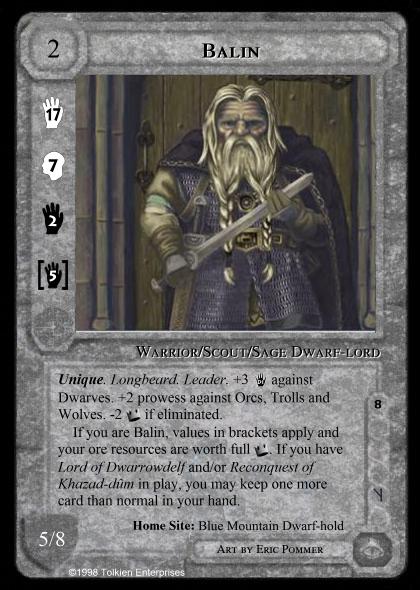 2
BALIN
17
7
2
[5]
WARRIOR/SCOUT/SAGE DWARF-LORD
Unique. Longbeard. Leader. +3 against
Dwarves. +2 prowess against Orcs, Trolls and
Wolves. -2 if eliminated.
If you are Balin, values in brackets apply and
your ore resources are worth full . If you have
Lord of Dwarrowdelf and/or Reconquest of
Khazad-dûm in play, you may keep one more
card than normal in your hand.
8
Home Site: Blue Mountain Dwarf-hold
5/8
ART BY ERIC POMMER
©1998 Tolkien Enterprises